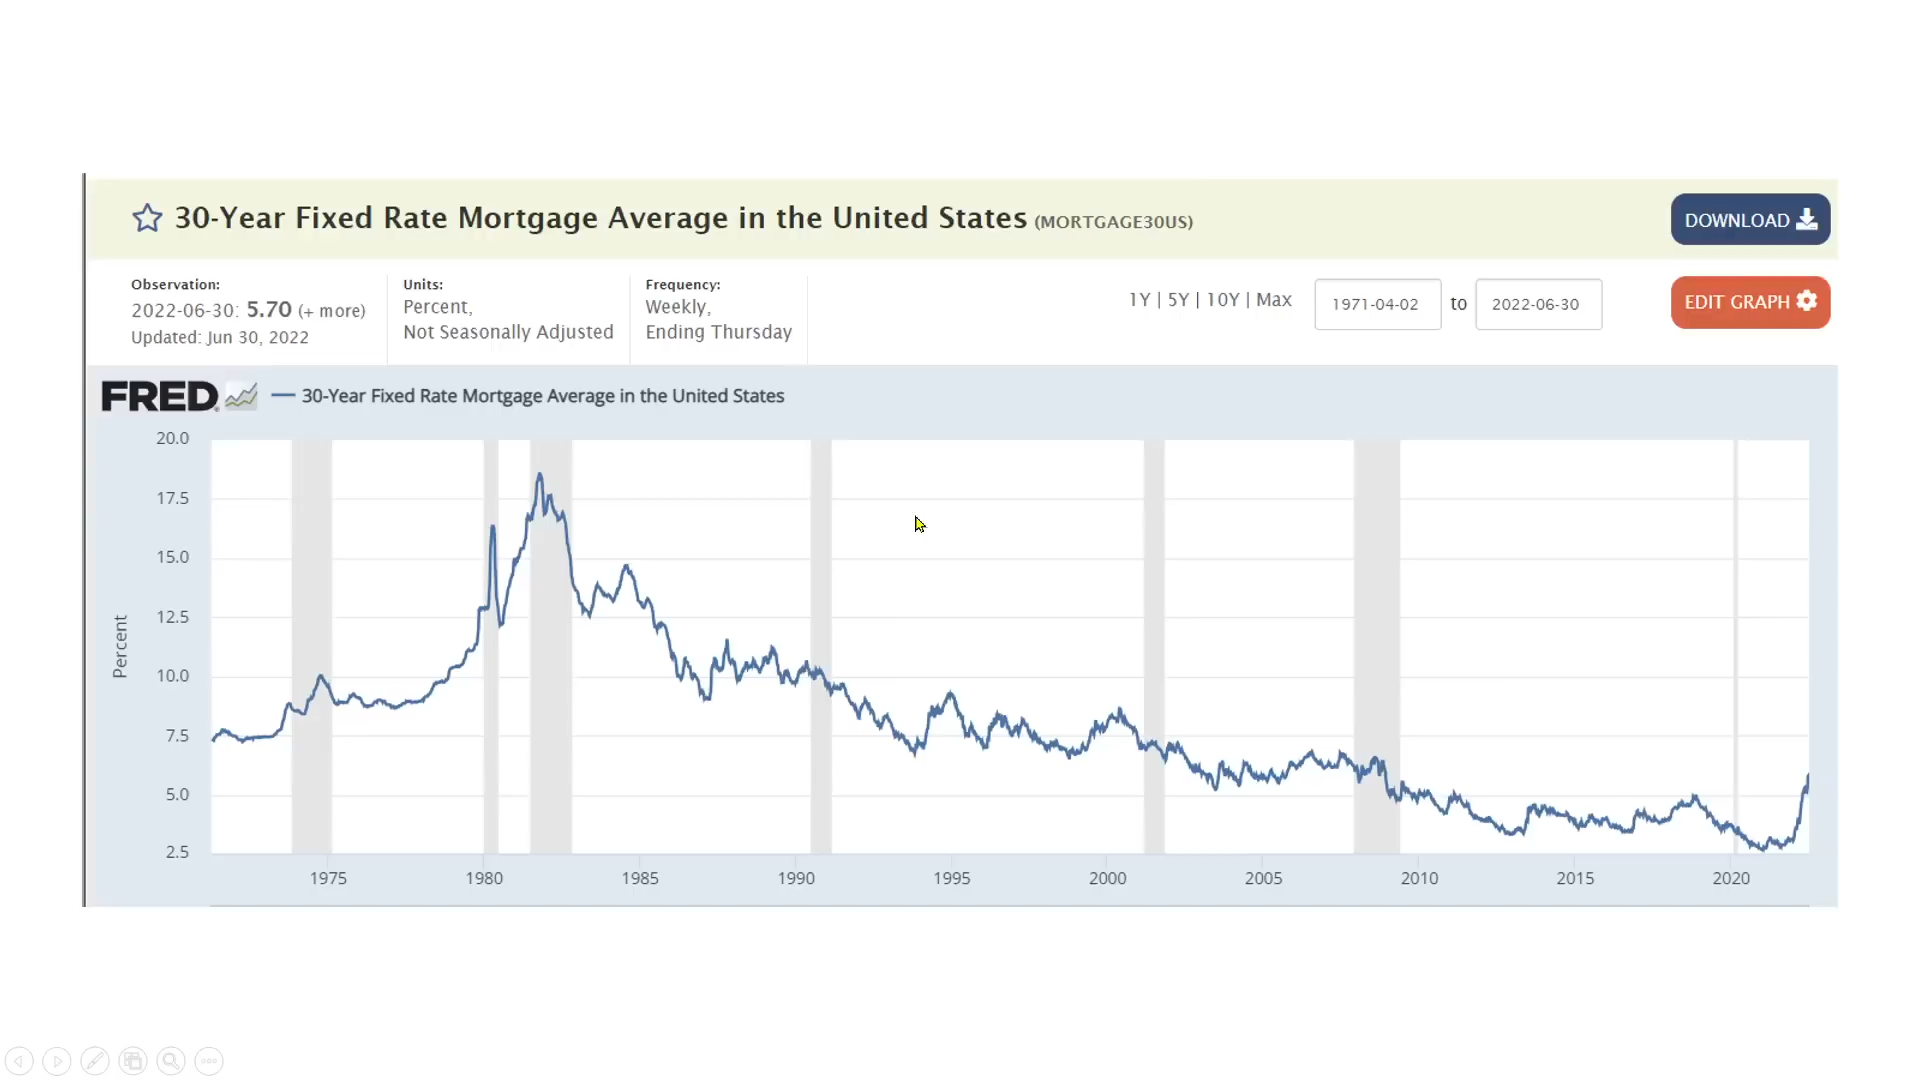 30-Year Fixed Rate Mortgage Average in the United States (MORTGAGE30US)
DOWNLOAD
Observation:
2022-06-30: 5.70 (+ more)
Updated: Jun 30, 2022
Units:
Percent,
Not Seasonally Adjusted
Frequency:
Weekly,
Ending Thursday
1Y | 5Y | 10Y | Max
1971-04-02 to 2022-06-30
EDIT GRAPH
FRED
30-Year Fixed Rate Mortgage Average in the United States
Percent
20.0
17.5
15.0
12.5
10.0
7.5
5.0
2.5
1975 1980 1985 1990 1995 2000 2005 2010 2015 2020